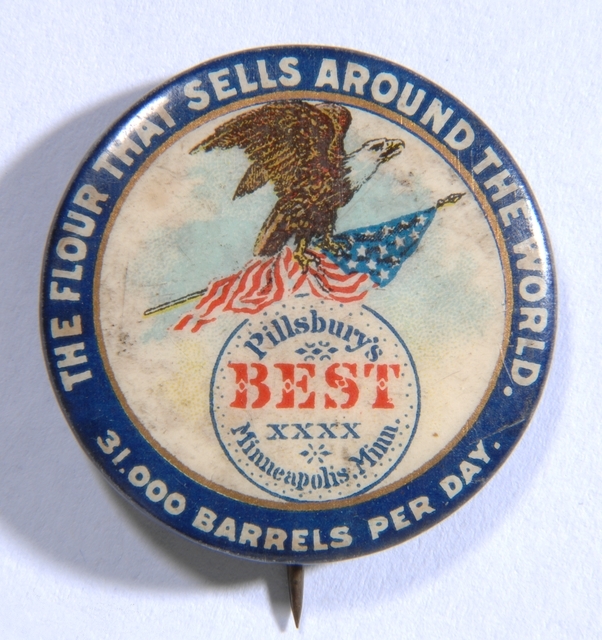 THE FLOUR THAT SELLS AROUND THE WORLD.
Pillsbury's
BEST
XXXX
Minneapolis, Minn.
31,000 BARRELS PER DAY.